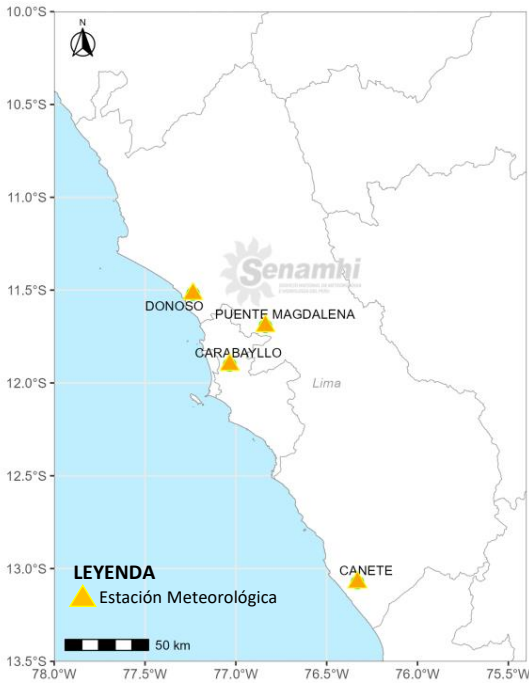 10.0°S
N
10.5°S
11.0°S
Senamhi
11.5°S
DONOSO
PUENTE MAGDALENA
CARABAYLLO
12.0°S
Lima
12.5°S
CANETE
13.0°S
LEYENDA
Estación Meteorológica
50 km
13.5°S
78.0°W 77.5°W 77.0°W 76.5°W 76.0°W 75.5°W